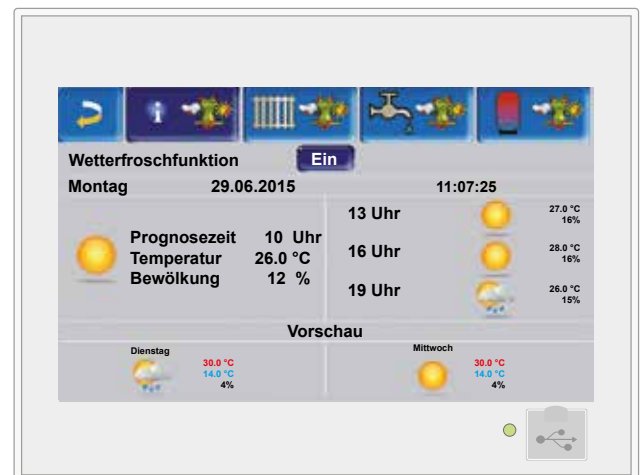 i
Wetterfroschfunktion Ein
Montag 29.06.2015 11:07:25
Prognosezeit 10 Uhr
Temperatur 26.0 °C
Bewölkung 12 %
13 Uhr 27.0 °C
16%
16 Uhr 28.0 °C
16%
19 Uhr 26.0 °C
15%
Vorschau
Dienstag
30.0 °C
14.0 °C
4%
Mittwoch
30.0 °C
14.0 °C
4%